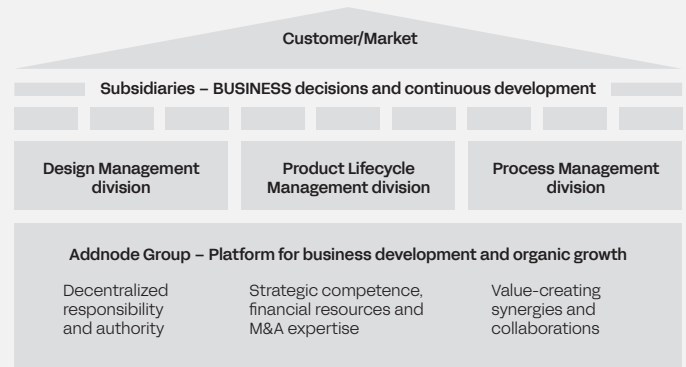 Customer/Market
Subsidiaries – BUSINESS decisions and continuous development
Design Management
division
Product Lifecycle
Management division
Process Management
division
Addnode Group – Platform for business development and organic growth
Decentralized
responsibility
and authority
Strategic competence,
financial resources and
M&A expertise
Value-creating
synergies and
collaborations